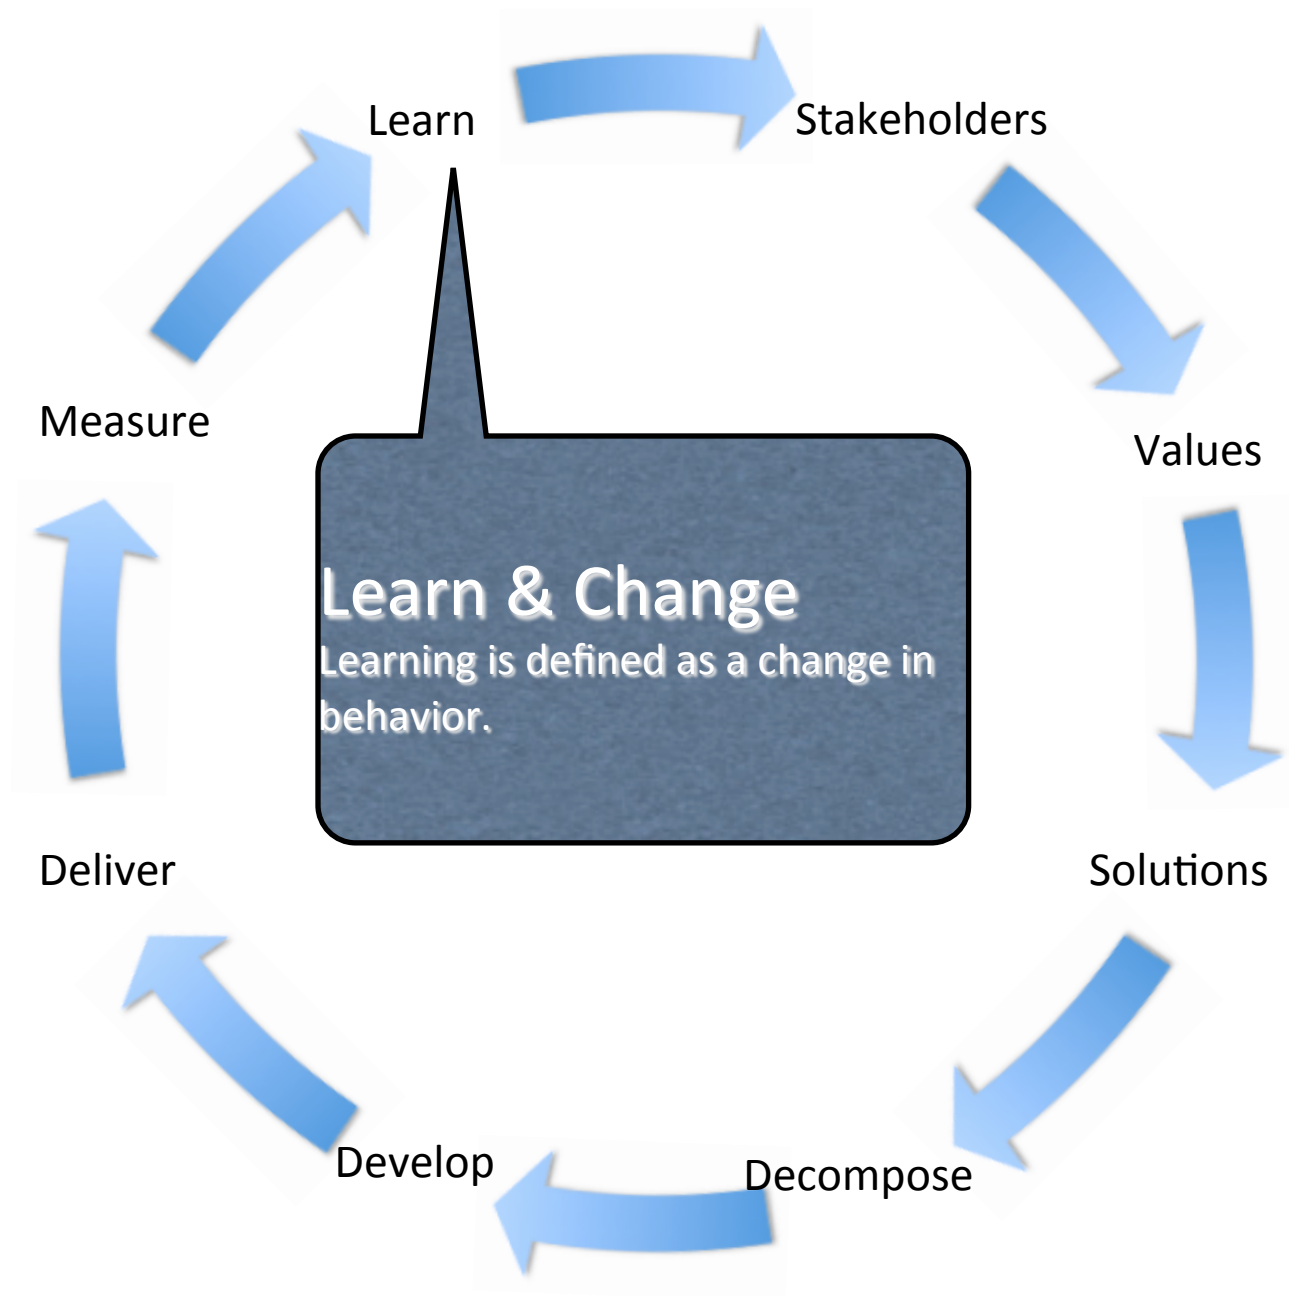 Learn
Stakeholders
Measure
Values
Learn & Change
Learning is defined as a change in
behavior.
Deliver
Solutions
Develop
Decompose